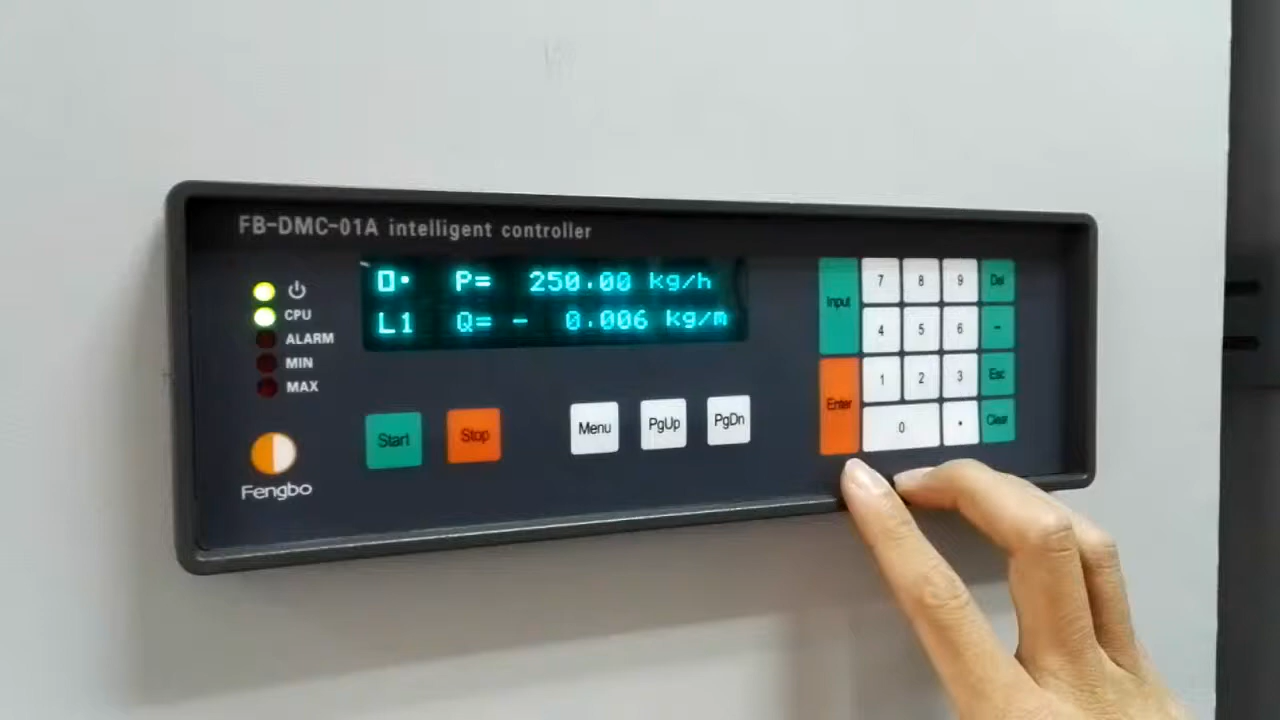 FB-DMC-01A intelligent controller
O• P= 250.00 kg/h
L1 Q= - 0.006 kg/m
CPU
ALARM
MIN
MAX
Fengbo
Start Stop Menu PgUp PgDn
Input 7 8 9 Del
4 5 6 -
Enter 1 2 3 Esc
0 . Clear